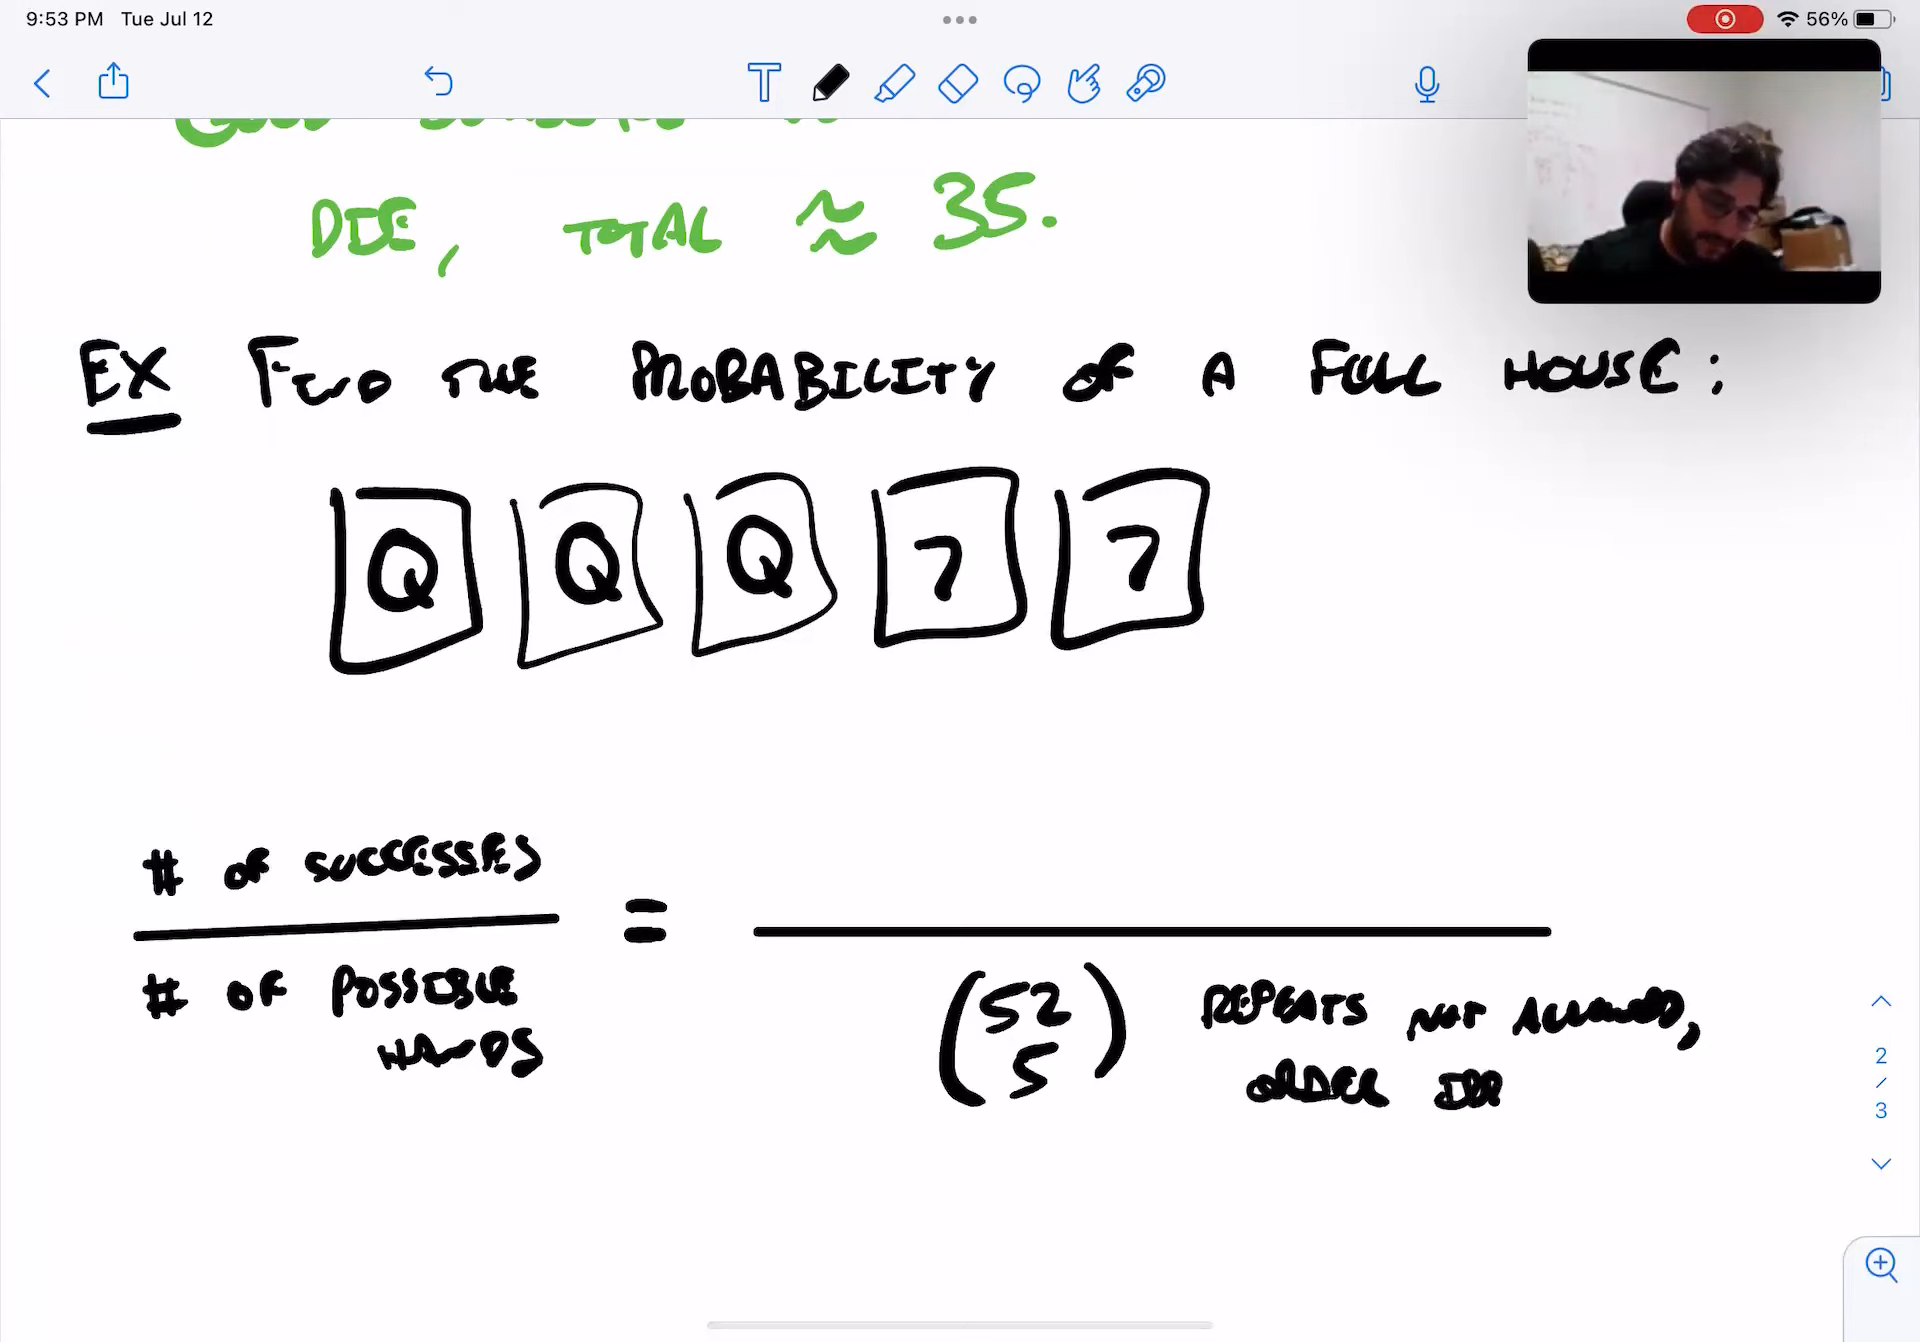 9:53 PM Tue Jul 12
56%
DIE, TOTAL ≈ 35.
EX FIND THE PROBABILITY OF A FULL HOUSE:
Q Q Q 7 7
# OF SUCCESSES
=
# OF POSSIBLE HANDS
(52 5) REPEATS NOT ALLOWED,
ORDER IRR
2
/
3